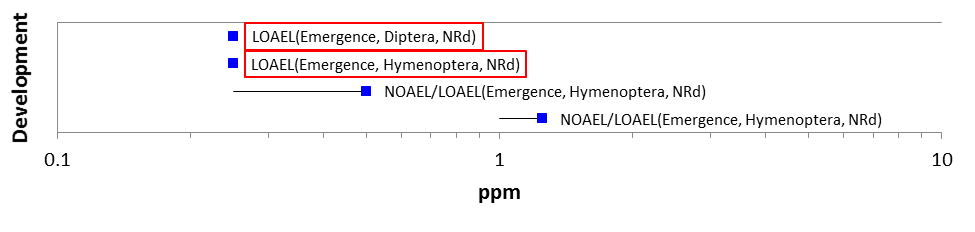 Development
LOAEL(Emergence, Diptera, NRd)
LOAEL(Emergence, Hymenoptera, NRd)
NOAEL/LOAEL(Emergence, Hymenoptera, NRd)
NOAEL/LOAEL(Emergence, Hymenoptera, NRd)
0.1 1 10
ppm